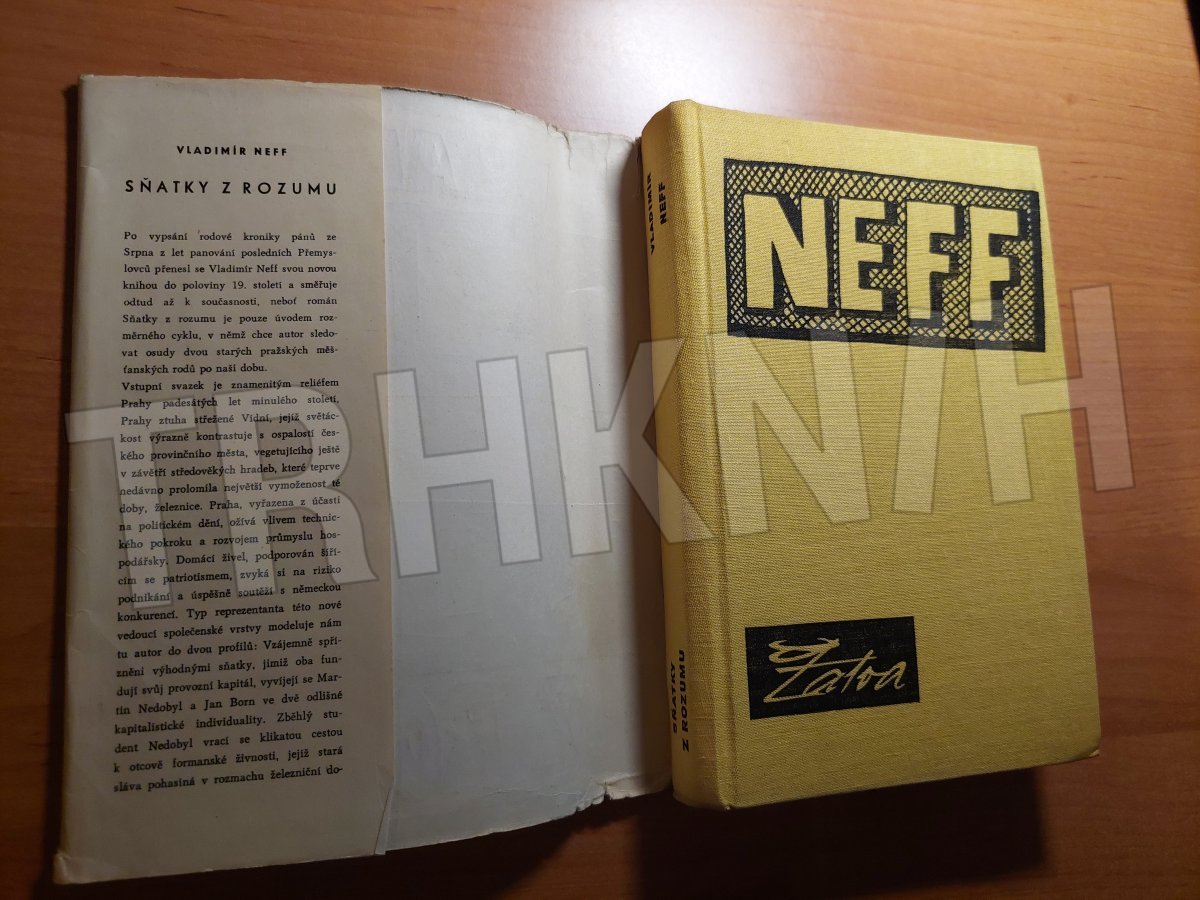 VLADIMÍR NEFF
SŇATKY Z ROZUMU
Po vypsání rodové kroniky pánů ze
Srpna z let panování posledních Přemys-
lovců přenesl se Vladimír Neff svou novou
knihou do poloviny 19. století a směřuje
odtud až k současnosti, neboť román
Sňatky z rozumu je pouze úvodem roz-
měrného cyklu, v němž chce autor sledo-
vat osudy dvou starých pražských měš-
ťanských rodů po naši dobu.
Vstupní svazek je znamenitým reliéfem
Prahy padesátých let minulého století,
Prahy ztuha střežené Vídní, jejíž světác-
kost výrazně kontrastuje s ospalostí čes-
kého provinčního města, vegetujícího ještě
v závětří středověkých hradeb, které teprve
nedávno prolomila největší vymoženost té
doby, železnice. Praha, vyřazena z účasti
na politickém dění, ožívá vlivem technic-
kého pokroku a rozvojem průmyslu hos-
podářsky. Domácí živel, podporován šíří-
cím se patriotismem, zvyká si na riziko
podnikání a úspěšně soutěží s německou
konkurencí. Typ reprezentanta této nové
vedoucí společenské vrstvy modeluje nám
tu autor do dvou profilů: Vzájemně spří-
zněni výhodnými sňatky, jimiž oba fun-
dují svůj provozní kapitál, vyvíjejí se Mar-
tin Nedobyl a Jan Born ve dvě odlišné
kapitalistické individuality. Zběhlý stu-
dent Nedobyl vrací se klikatou cestou
k otcově formanské živnosti, jejíž stará
sláva pohasíná v rozmachu železniční do-
VLADIMÍR
NEFF
SŇATKY
Z ROZUMU
NEFF
Žatva
TRHKNIH